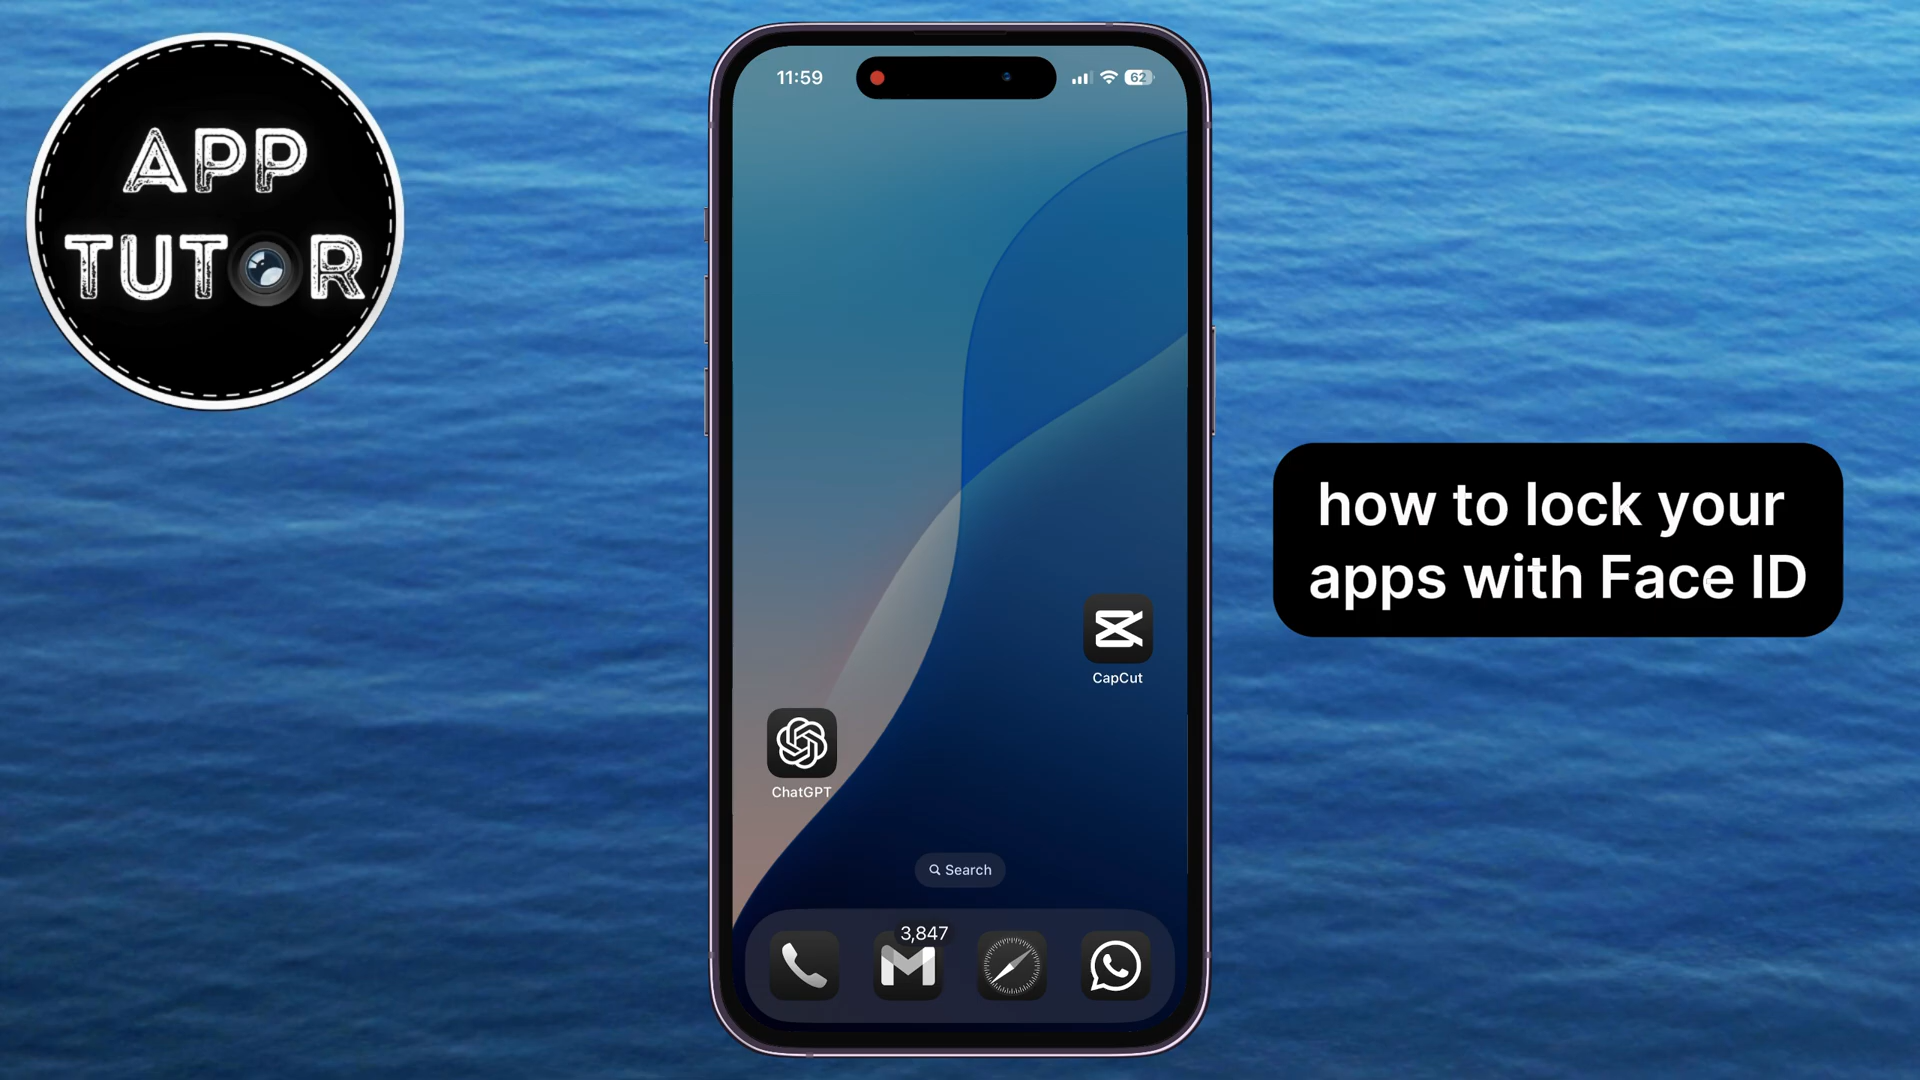 APP
TUTOR
11:59
62
how to lock your
apps with Face ID
CapCut
ChatGPT
Search
3,847